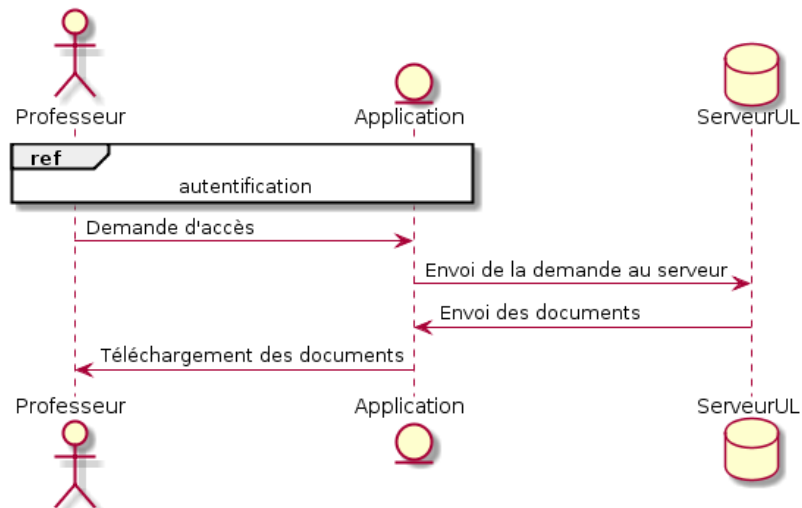 Professeur Application ServeurUL
ref
autentification
Demande d'accès
Envoi de la demande au serveur
Envoi des documents
Téléchargement des documents
Professeur Application ServeurUL